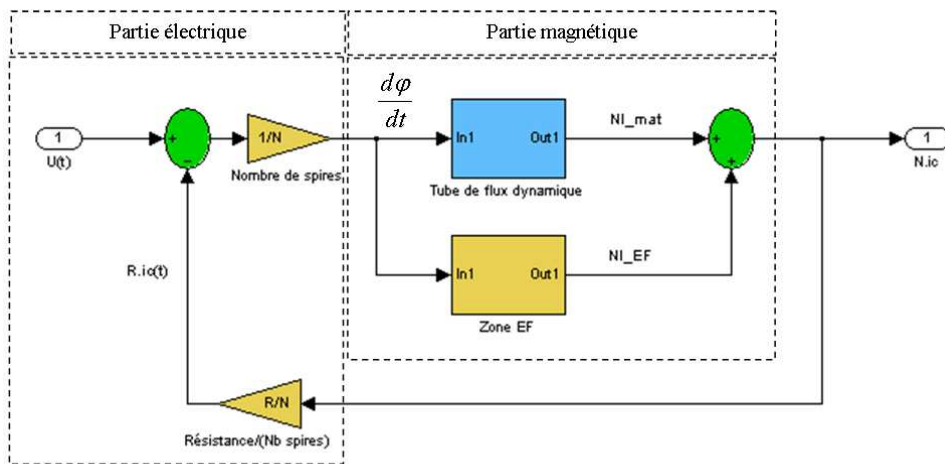 Partie électrique
Partie magnétique
dφ
dt
1
U(t)
+
−
1/N
Nombre de spires
In1 Out1
Tube de flux dynamique
NI_mat
+
+
1
N.ic
R.ic(t)
In1 Out1
Zone EF
NI_EF
R/N
Résistance/(Nb spires)